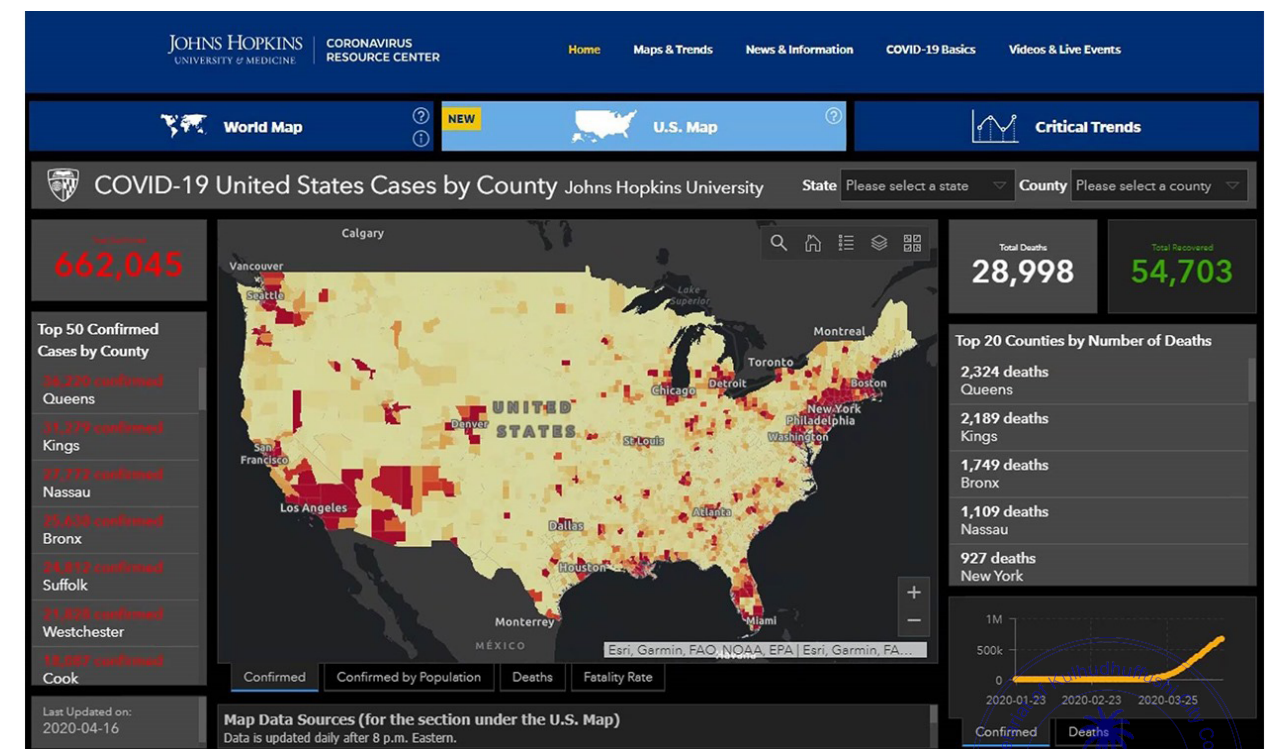 JOHNS HOPKINS
UNIVERSITY & MEDICINE
CORONAVIRUS
RESOURCE CENTER
Home
Maps & Trends
News & Information
COVID-19 Basics
Videos & Live Events
World Map
NEW
U.S. Map
Critical Trends
COVID-19 United States Cases by County Johns Hopkins University
State
Please select a state
County
Please select a county
662,045
Top 50 Confirmed
Cases by County
confirmed
Queens
confirmed
Kings
confirmed
Nassau
confirmed
Bronx
confirmed
Suffolk
confirmed
Westchester
confirmed
Cook
Last Updated on:
2020-04-16
Calgary
Vancouver
Seattle
Lake
Superior
Montreal
Toronto
Chicago
Detroit
Boston
UNITED
STATES
Denver
New York
Philadelphia
Washington
St Louis
San
Francisco
Los Angeles
Atlanta
Dallas
Houston
Monterrey
Miami
MÉXICO
Havana
Esri, Garmin, FAO, NOAA, EPA | Esri, Garmin, FA...
Confirmed
Confirmed by Population
Deaths
Fatality Rate
Map Data Sources (for the section under the U.S. Map)
Data is updated daily after 8 p.m. Eastern.
Total Deaths
28,998
Total Recovered
54,703
Top 20 Counties by Number of Deaths
2,324 deaths
Queens
2,189 deaths
Kings
1,749 deaths
Bronx
1,109 deaths
Nassau
927 deaths
New York
1M
500k
0
2020-01-23
2020-02-23
2020-03-25
Confirmed
Deaths